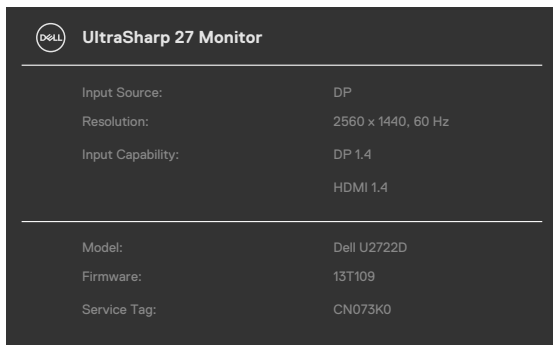 DELL UltraSharp 27 Monitor
Input Source: DP
Resolution: 2560 x 1440, 60 Hz
Input Capability: DP 1.4
HDMI 1.4
Model: Dell U2722D
Firmware: 13T109
Service Tag: CN073K0